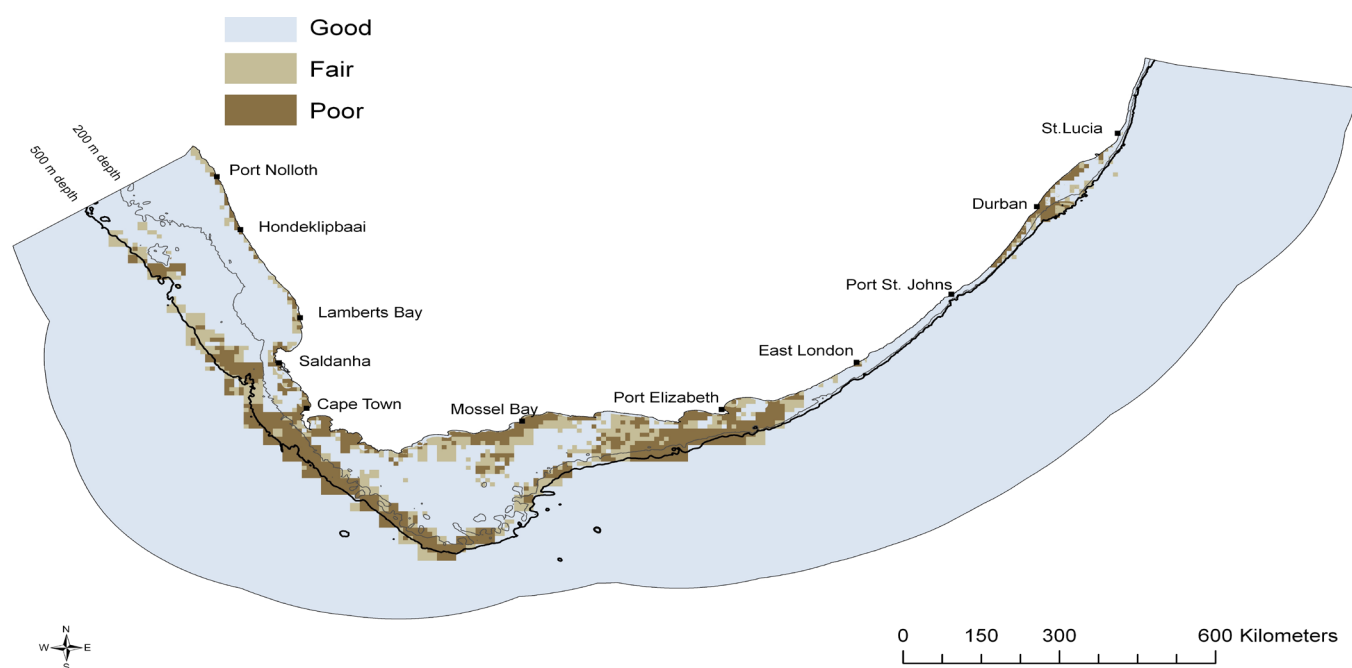 Good
Fair
Poor
200 m depth
500 m depth
Port Nolloth
Hondeklipbaai
Lamberts Bay
Saldanha
Cape Town
Mossel Bay
Port Elizabeth
East London
Port St. Johns
Durban
St.Lucia
N
W E
S
0 150 300 600 Kilometers